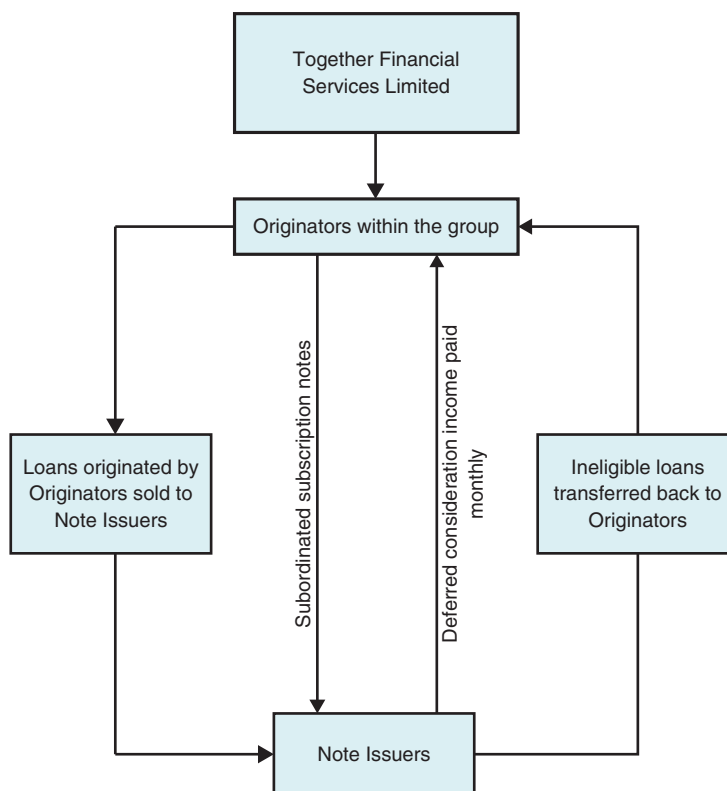 Together Financial
Services Limited
Originators within the group
Subordinated subscription notes
Deferred consideration income paid
monthly
Loans originated by
Originators sold to
Note Issuers
Ineligible loans
transferred back to
Originators
Note Issuers